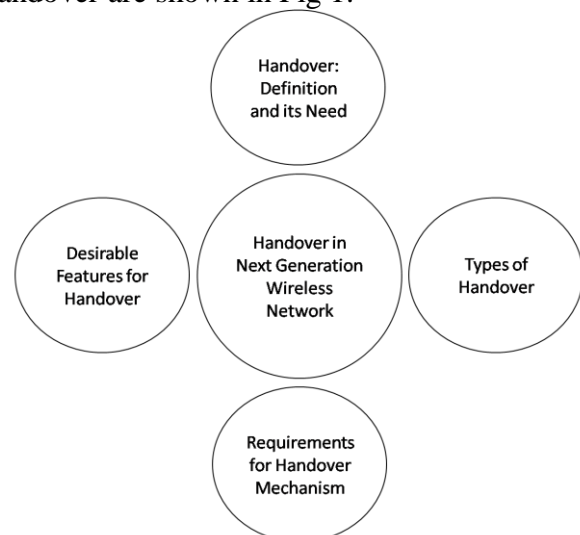 andover are shown in Fig 1.
Handover:
Definition
and its Need
Desirable
Features for
Handover
Handover in
Next Generation
Wireless
Network
Types of
Handover
Requirements
for Handover
Mechanism